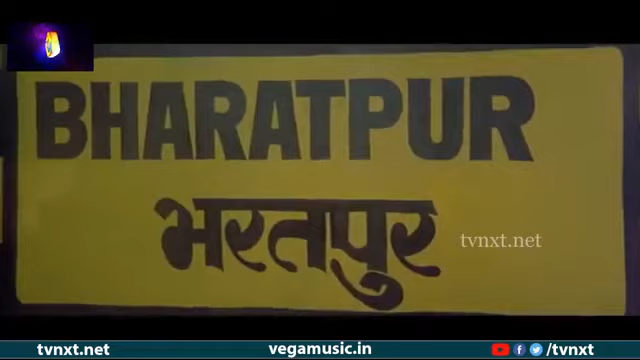 BHARATPUR
भरतपुर
tvnxt.net
tvnxt.net vegamusic.in /tvnxt